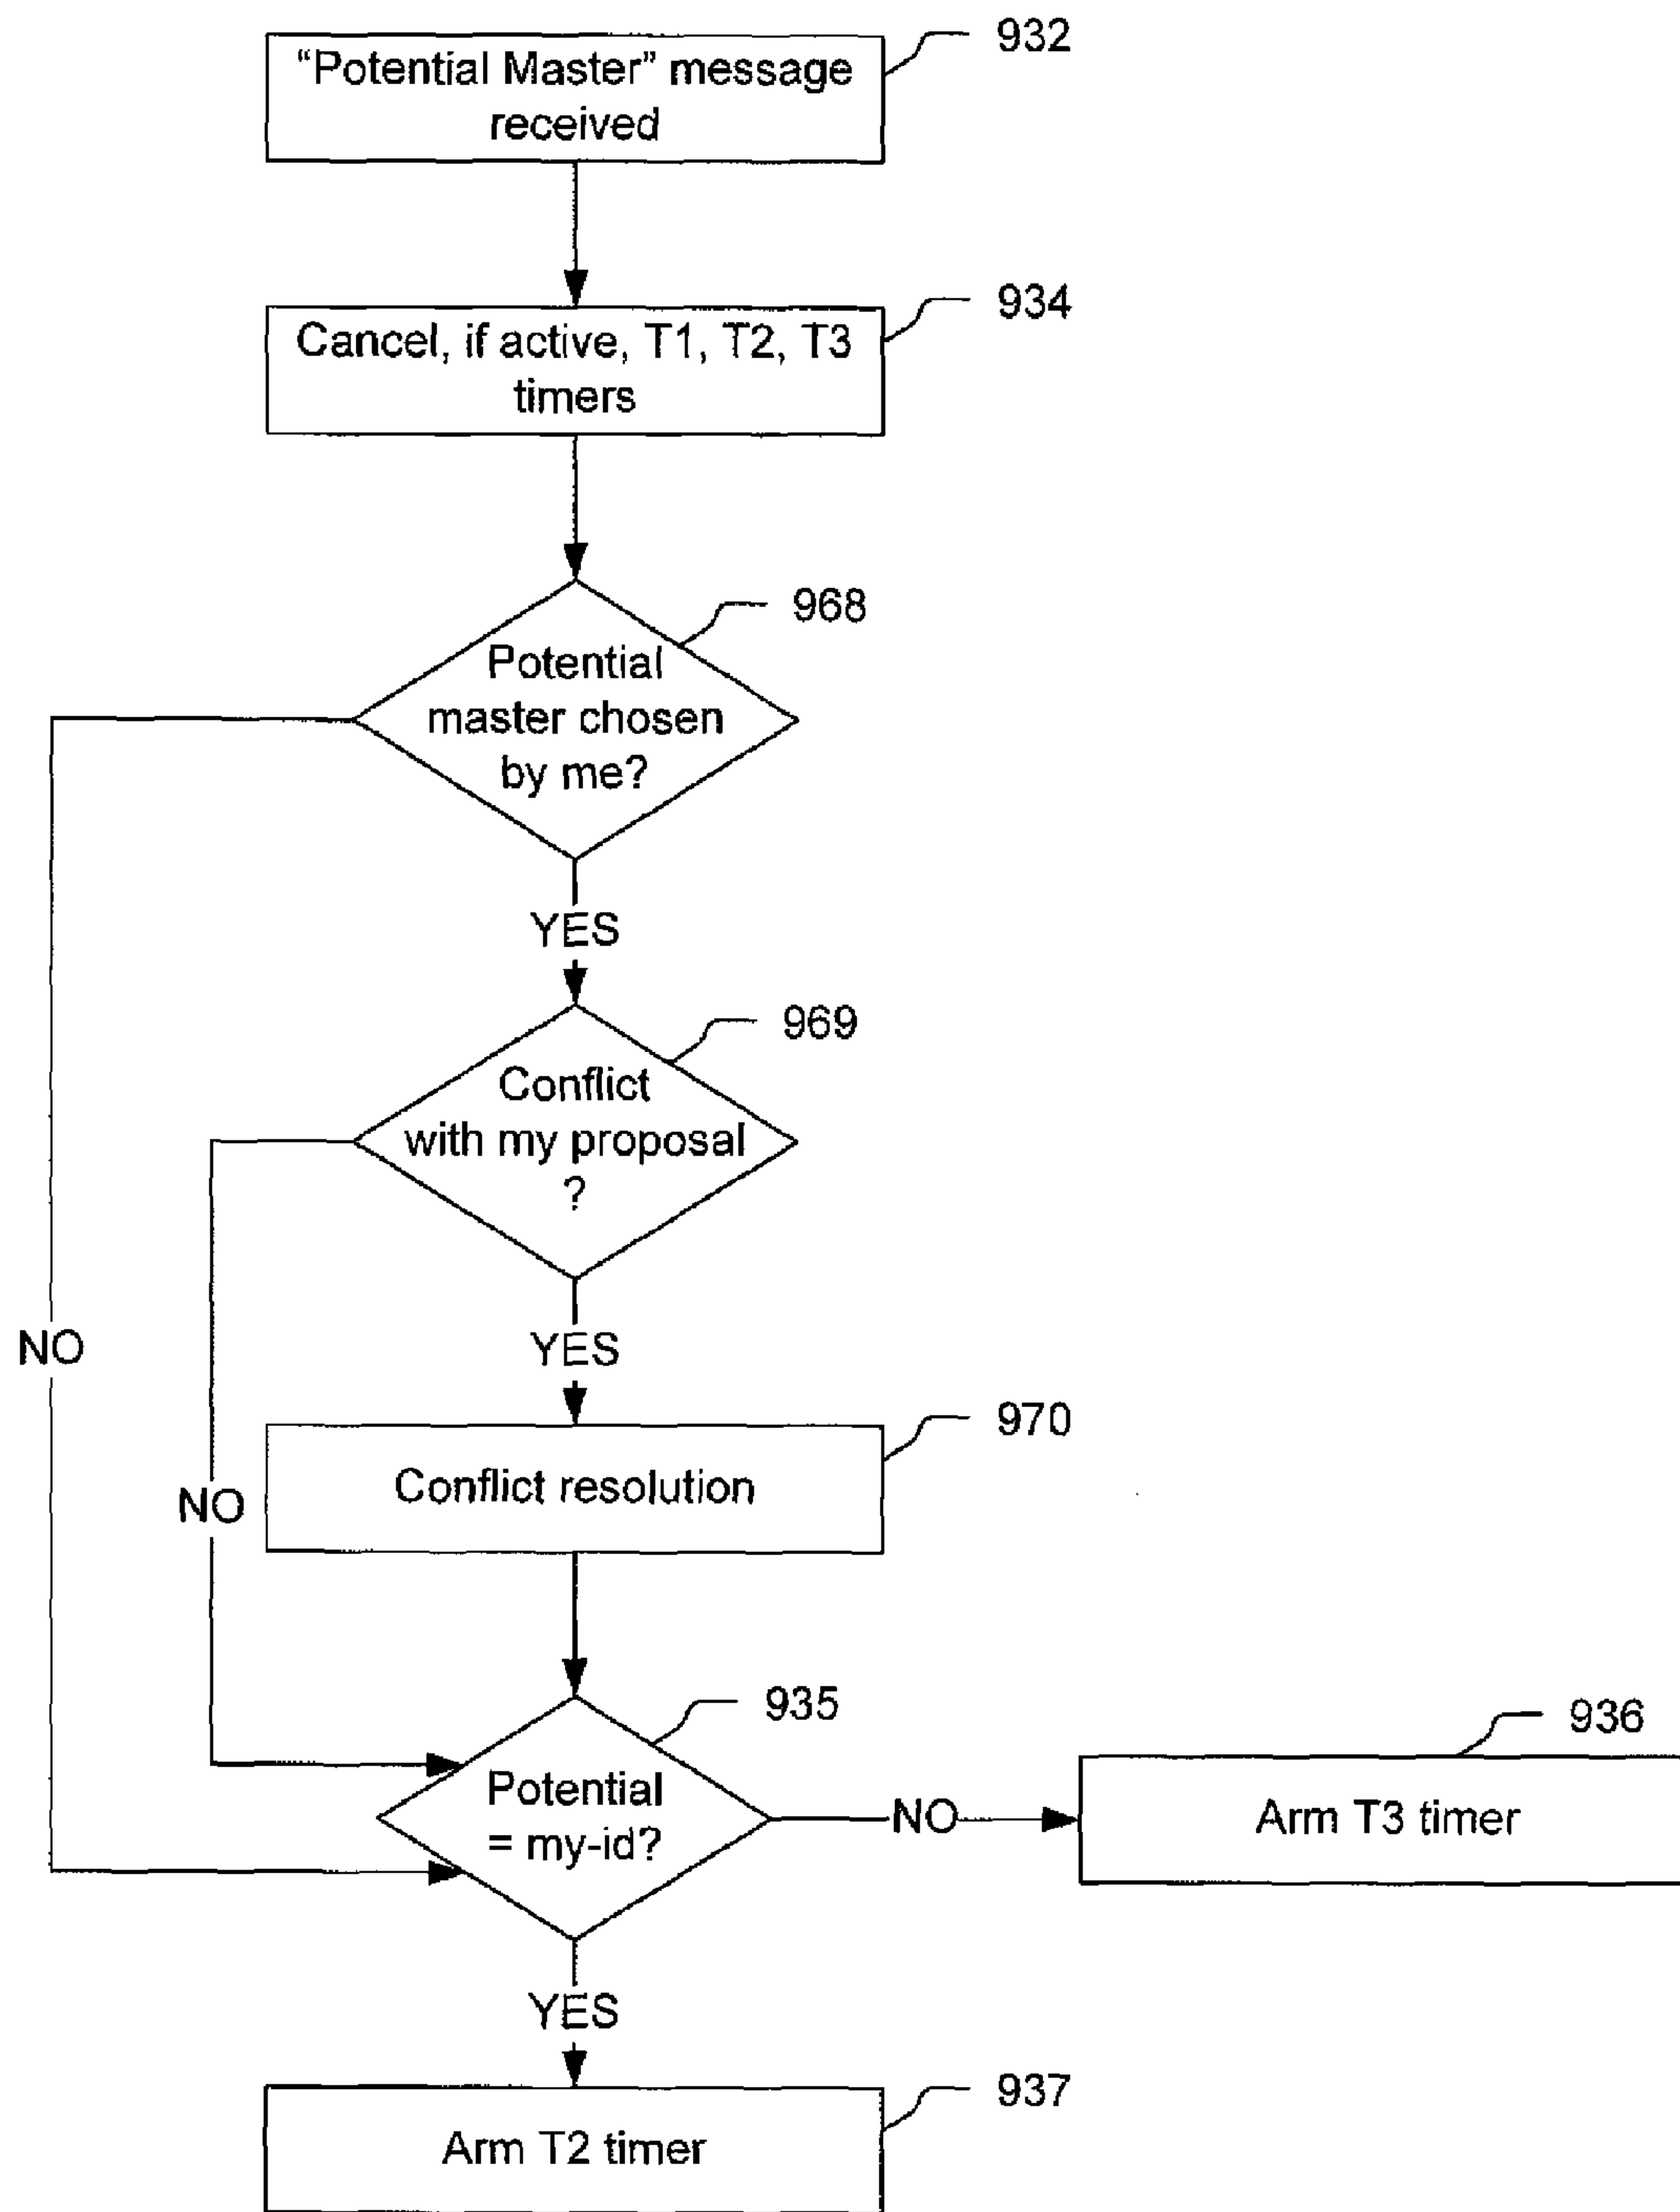 932
“Potential Master” message
received
934
Cancel, if active, T1, T2, T3
timers
968
Potential
master chosen
by me?
YES
969
Conflict
with my proposal
?
NO
YES
970
Conflict resolution
NO
935
Potential
= my-id?
NO
936
Arm T3 timer
YES
937
Arm T2 timer